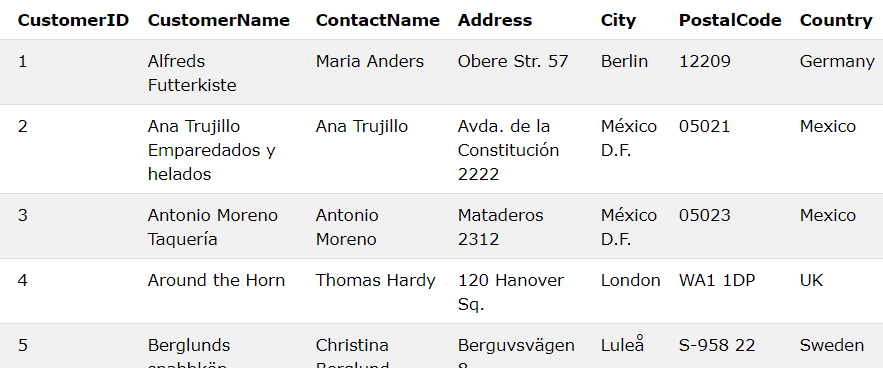 CustomerID CustomerName ContactName Address City PostalCode Country
1 Alfreds Maria Anders Obere Str. 57 Berlin 12209 Germany
Futterkiste
2 Ana Trujillo Ana Trujillo Avda. de la México 05021 Mexico
Emparedados y Constitución D.F.
helados 2222
3 Antonio Moreno Antonio Mataderos México 05023 Mexico
Taquería Moreno 2312 D.F.
4 Around the Horn Thomas Hardy 120 Hanover London WA1 1DP UK
Sq.
5 Berglunds Christina Berguvsvägen Luleå S-958 22 Sweden